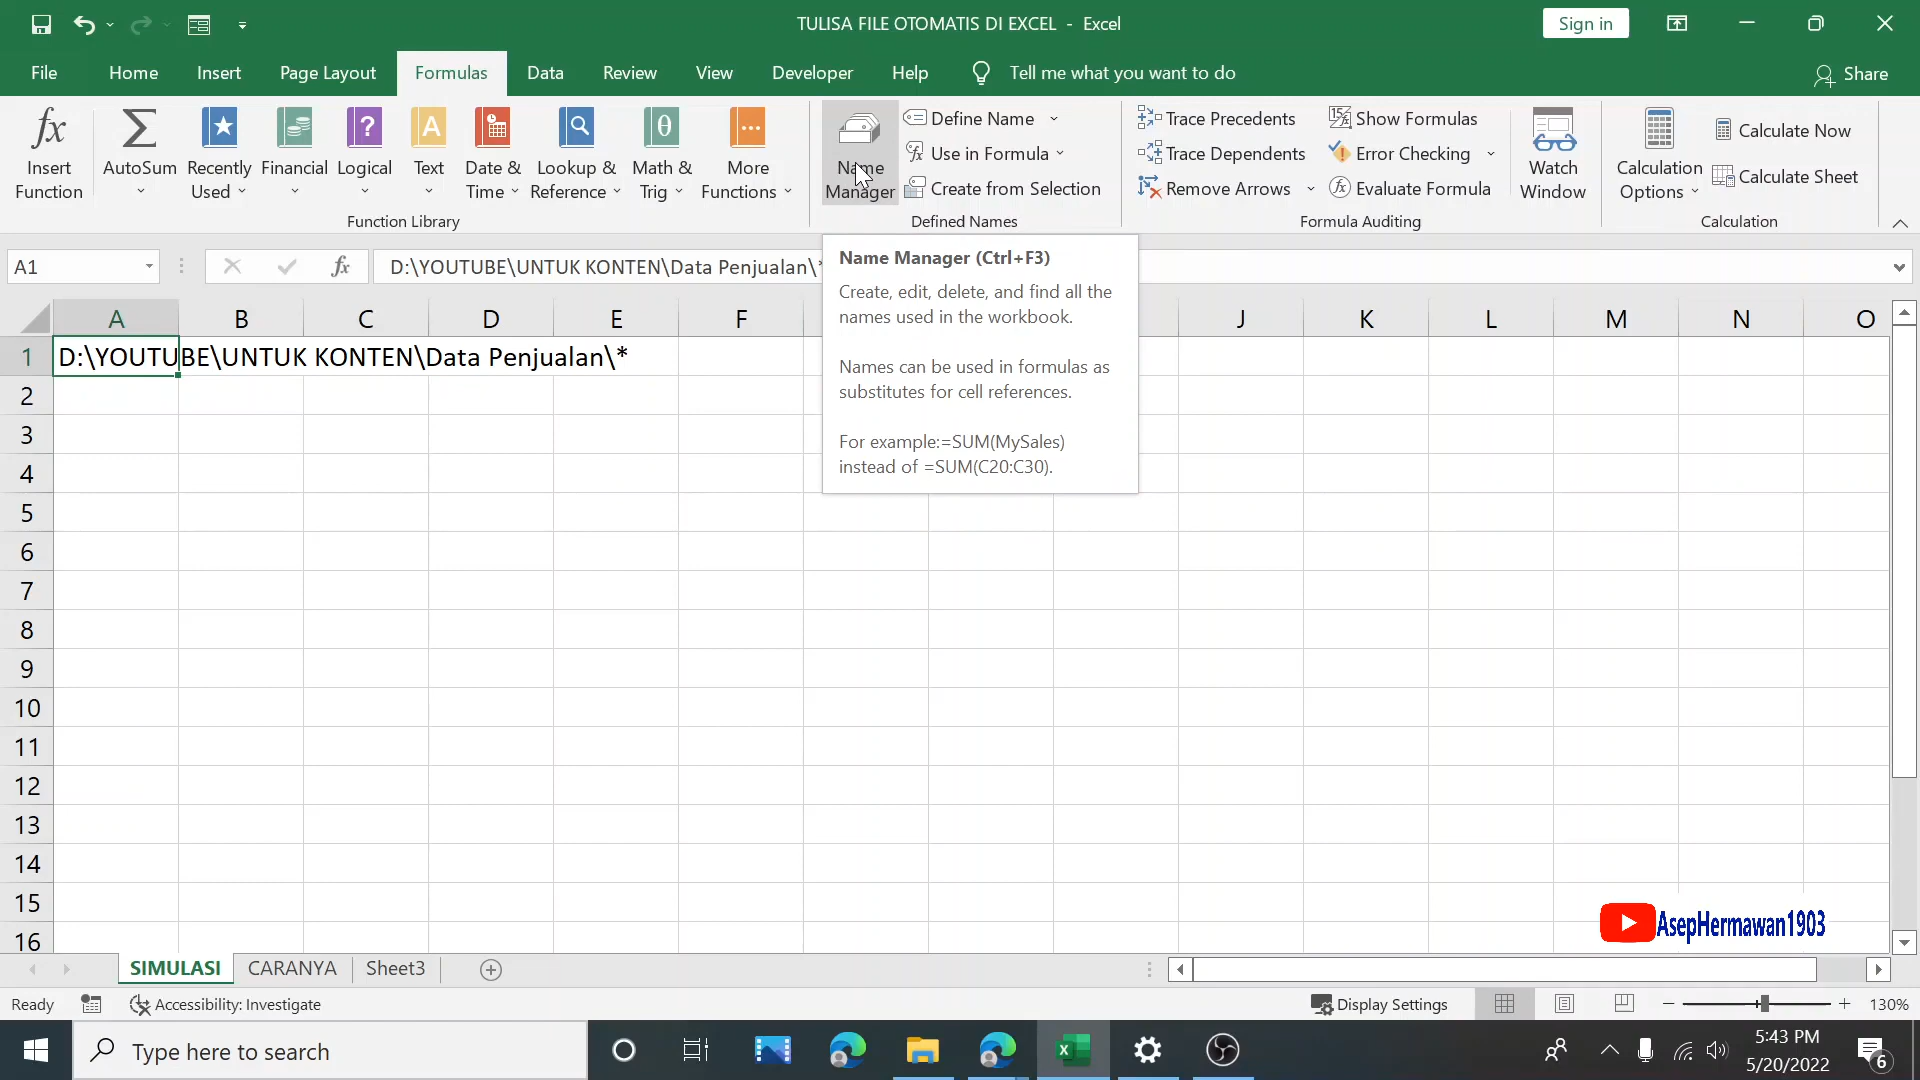 TULISA FILE OTOMATIS DI EXCEL - Excel
Sign in
File Home Insert Page Layout Formulas Data Review View Developer Help Tell me what you want to do Share
Insert Function
AutoSum
Recently Used
Financial
Logical
Text
Date & Time
Lookup & Reference
Math & Trig
More Functions
Function Library
Name Manager
Define Name
Use in Formula
Create from Selection
Defined Names
Trace Precedents
Trace Dependents
Remove Arrows
Show Formulas
Error Checking
Evaluate Formula
Formula Auditing
Watch Window
Calculation Options
Calculate Now
Calculate Sheet
Calculation
A1
D:\YOUTUBE\UNTUK KONTEN\Data Penjualan\*
Name Manager (Ctrl+F3)
Create, edit, delete, and find all the
names used in the workbook.
Names can be used in formulas as
substitutes for cell references.
For example:=SUM(MySales)
instead of =SUM(C20:C30).
A B C D E F J K L M N O
1 D:\YOUTUBE\UNTUK KONTEN\Data Penjualan\*
2
3
4
5
6
7
8
9
10
11
12
13
14
15
16
AsepHermawan1903
SIMULASI CARANYA Sheet3
Ready Accessibility: Investigate Display Settings 130%
Type here to search
5:43 PM
5/20/2022
6